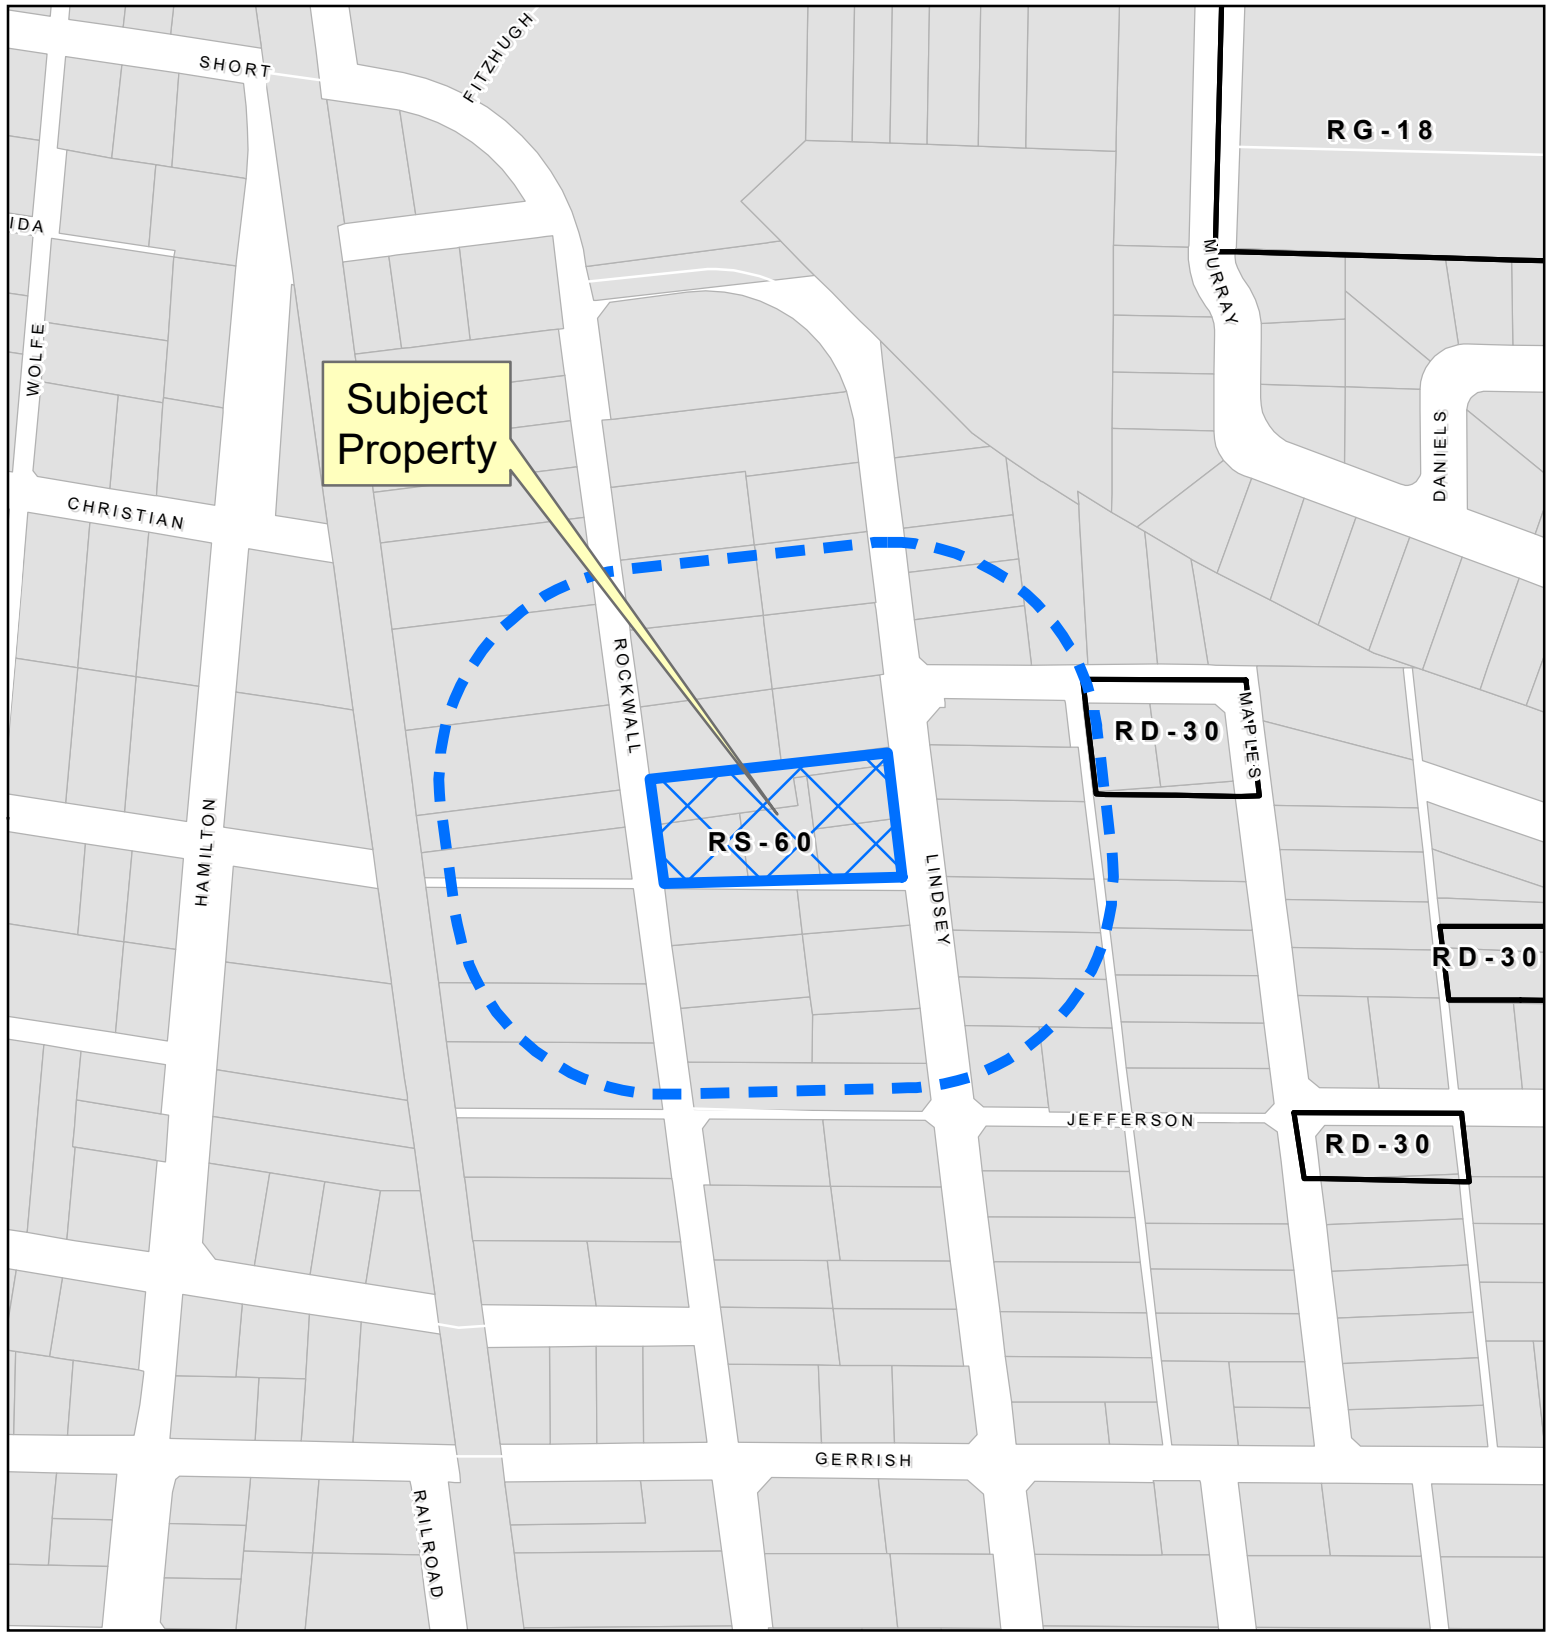 FITZHUGH
SHORT
RG-18
IDA
MURRAY
WOLFE
Subject
Property
DANIELS
CHRISTIAN
ROCKWALL
MAPLES
RD-30
HAMILTON
RS-60
LINDSEY
RD-30
JEFFERSON
RD-30
GERRISH
RAILROAD